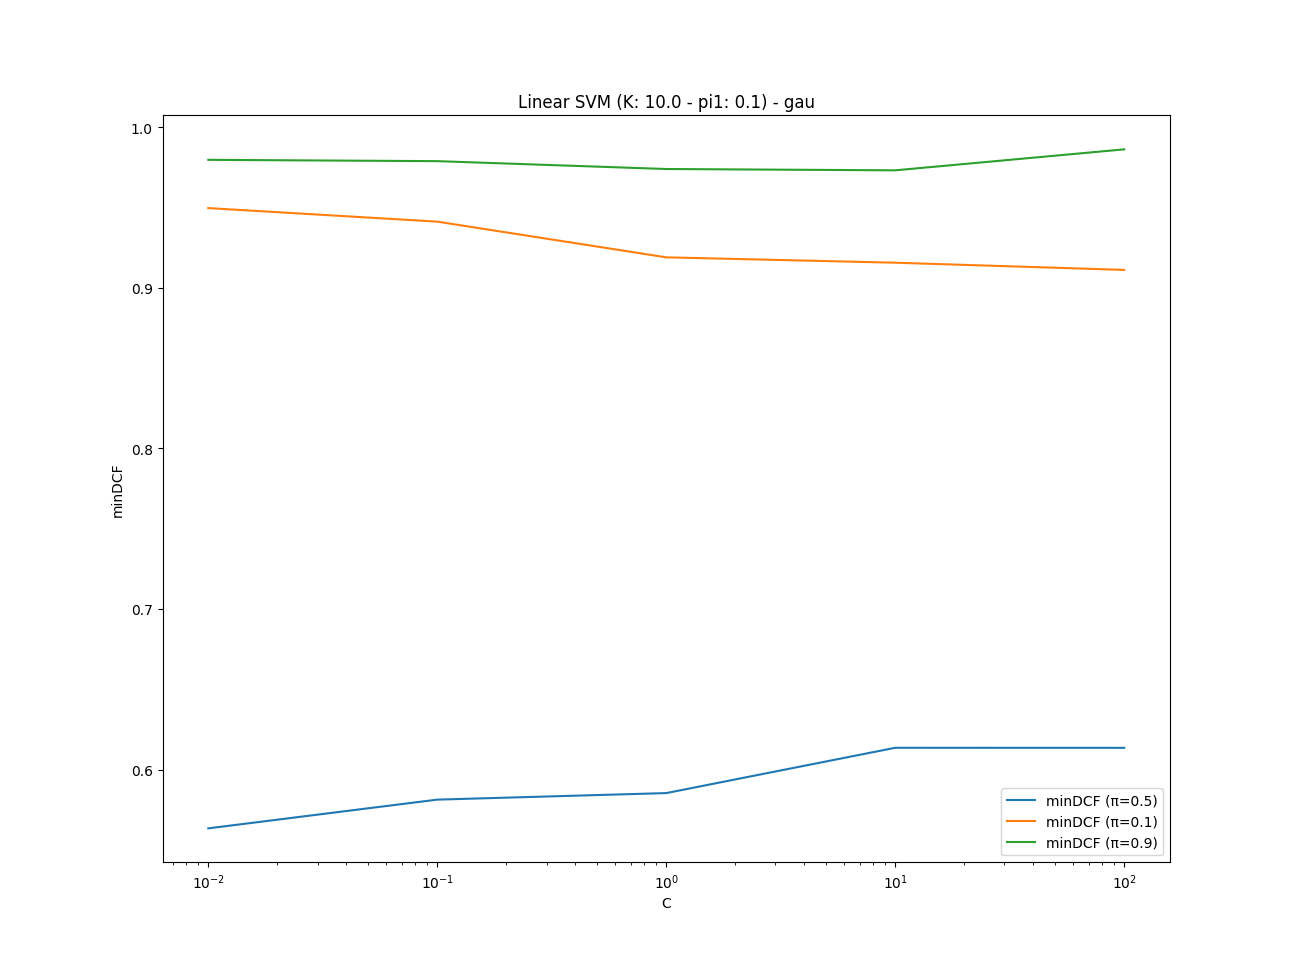 Linear SVM (K: 10.0 - pi1: 0.1) - gau
1.0
0.9
0.8
0.7
0.6
minDCF
10⁻²
10⁻¹
10⁰
10¹
10²
C
minDCF (π=0.5)
minDCF (π=0.1)
minDCF (π=0.9)